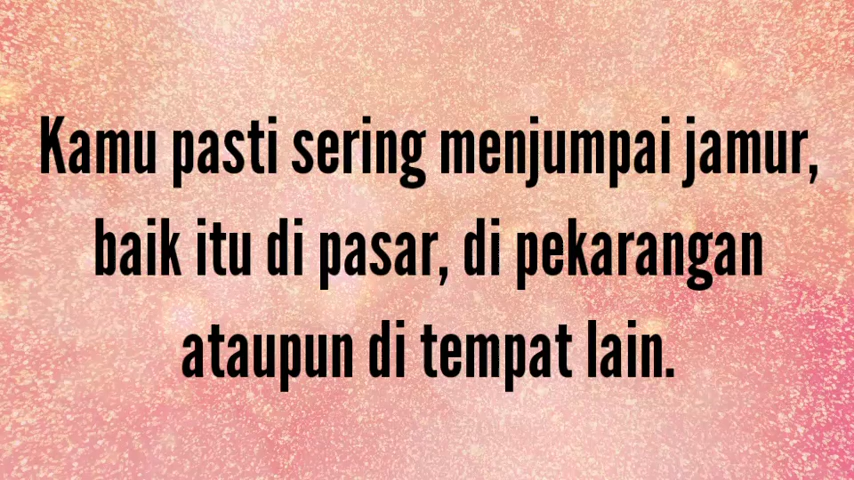 Kamu pasti sering menjumpai jamur,
baik itu di pasar, di pekarangan
ataupun di tempat lain.